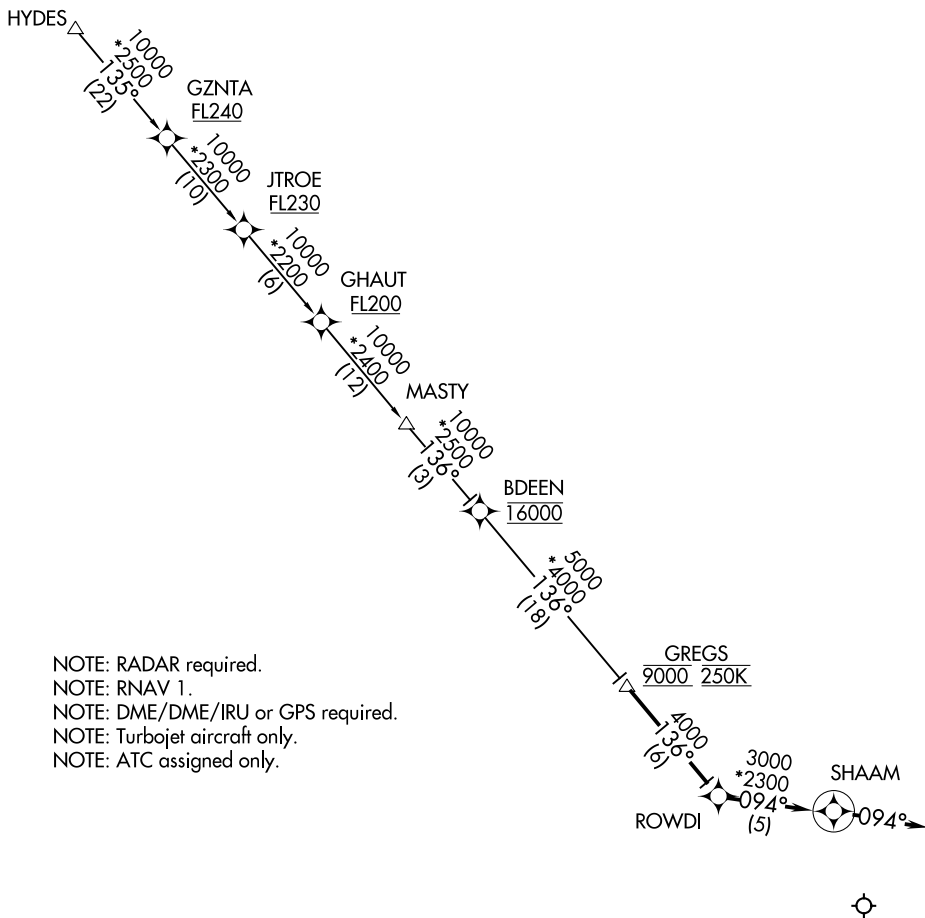 HYDES
10000
*2500
135°
(22)
GZNTA
FL240
10000
*2300
(10)
JTROE
FL230
10000
*2200
(6)
GHAUT
FL200
10000
*2400
(12)
MASTY
10000
*2500
136°
(3)
BDEEN
16000
5000
*4000
136°
(18)
GREGS
9000 250K
4000
136°
(6)
ROWDI
3000
*2300
094°
(5)
SHAAM
094°
NOTE: RADAR required.
NOTE: RNAV 1.
NOTE: DME/DME/IRU or GPS required.
NOTE: Turbojet aircraft only.
NOTE: ATC assigned only.